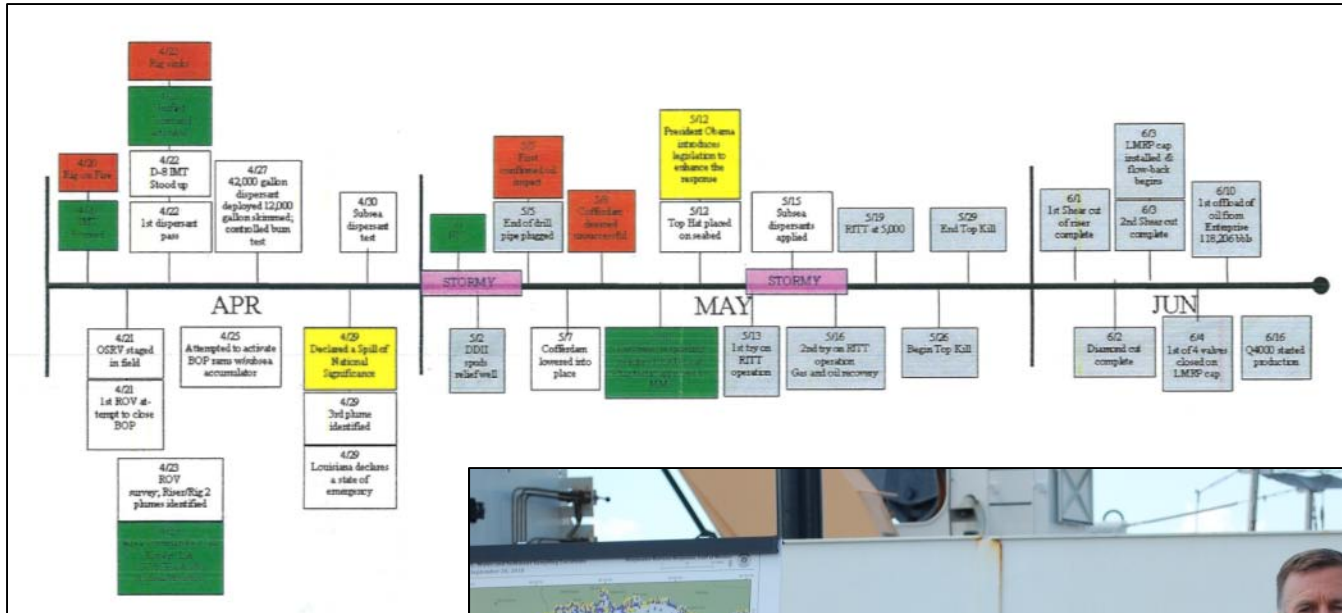 4/22
Rig sinks
4/20
Rig on Fire
4/22
D-8 IMT
Stood up
4/22
1st dispersant
pass
4/27
42,000 gallon
dispersant
deployed 12,000
gallon skimmed;
controlled burn
test
4/30
Subsea
dispersant
test
5/5
First
confirmed oil
impact
5/5
End of drill
pipe plugged
5/8
Cofferdam
deemed
unsuccessful
5/12
President Obama
introduces
legislation to
enhance the
response
5/12
Top Hat placed
on seabed
5/15
Subsea
dispersants
applied
5/19
RITT at 5,000
5/29
End Top Kill
6/1
1st Shear cut
of riser
complete
6/3
LMRP cap
installed &
flow-back
begins
6/3
2nd Shear cut
complete
6/10
1st offload of
oil from
Enterprise
118,206 bbls
STORMY
STORMY
APR
MAY
JUN
4/21
OSRV staged
in field
4/21
1st ROV at-
tempt to close
BOP
4/23
ROV
survey; Riser/Rig 2
plumes identified
4/25
Attempted to activate
BOP rams w/subsea
accumulator
4/29
Declared a Spill of
National
Significance
4/29
3rd plume
identified
4/29
Louisiana declares
a state of
emergency
5/2
DDII
spuds
relief well
5/7
Cofferdam
lowered into
place
5/13
1st try on
RITT
operation
5/16
2nd try on RITT
operation
Gas and oil recovery
5/26
Begin Top Kill
6/2
Diamond cut
complete
6/4
1st of 4 valves
closed on
LMRP cap
6/16
Q4000 started
production